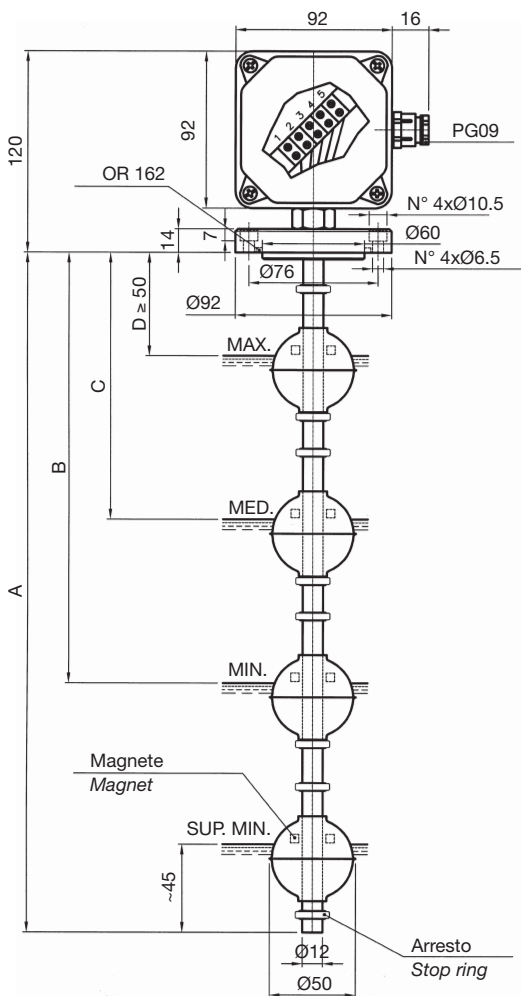 92
16
92
120
1 2 3 4 5
PG09
OR 162
N° 4xØ10.5
14
7
Ø60
Ø76
N° 4xØ6.5
Ø92
D ≥ 50
MAX.
C
B
MED.
A
MIN.
Magnete
Magnet
SUP. MIN.
~45
Ø12
Arresto
Stop ring
Ø50